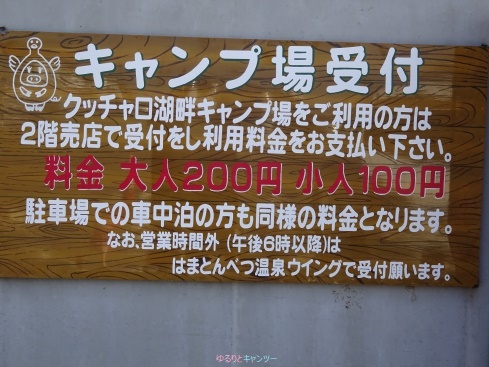 キャンプ場受付
クッチャロ湖畔キャンプ場をご利用の方は
2階売店で受付をし利用料金をお支払い下さい。
料金 大人200円 小人100円
駐車場での車中泊の方も同様の料金となります。
なお、営業時間外(午後6時以降)は
はまとんべつ温泉ウイングで受付願います。
ゆるりとキャンツー